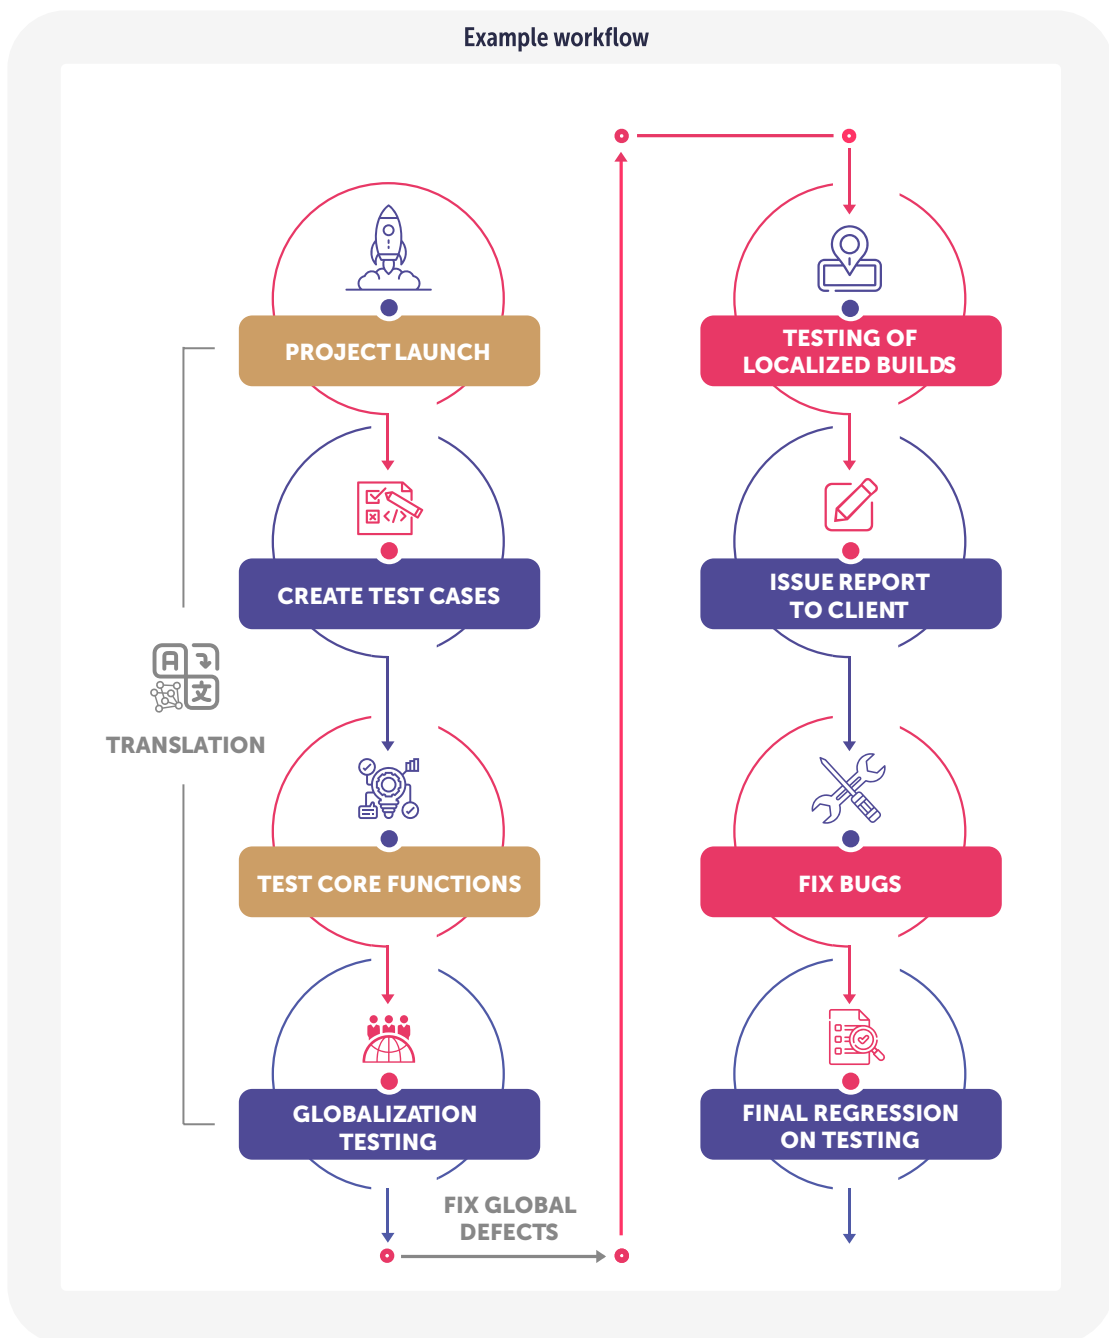 Example workflow
PROJECT LAUNCH
CREATE TEST CASES
A
文
TRANSLATION
TEST CORE FUNCTIONS
GLOBALIZATION
TESTING
FIX GLOBAL
DEFECTS
TESTING OF
LOCALIZED BUILDS
ISSUE REPORT
TO CLIENT
FIX BUGS
FINAL REGRESSION
ON TESTING